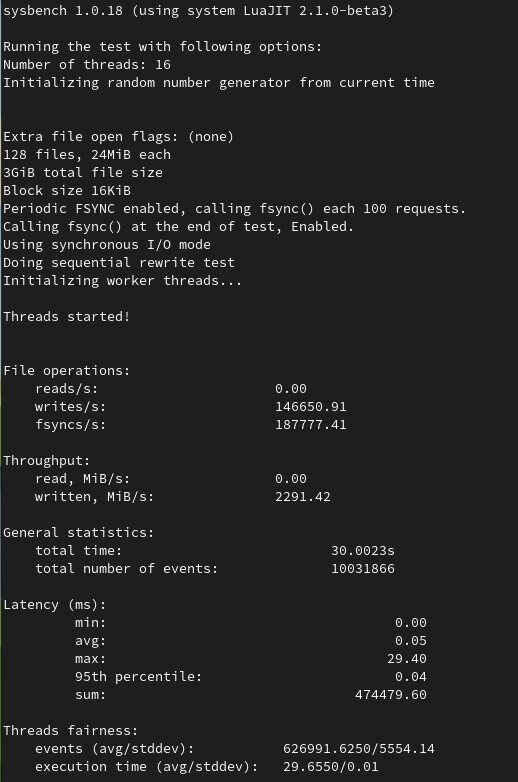 sysbench 1.0.18 (using system LuaJIT 2.1.0-beta3)
Running the test with following options:
Number of threads: 16
Initializing random number generator from current time
Extra file open flags: (none)
128 files, 24MiB each
3GiB total file size
Block size 16KiB
Periodic FSYNC enabled, calling fsync() each 100 requests.
Calling fsync() at the end of test, Enabled.
Using synchronous I/O mode
Doing sequential rewrite test
Initializing worker threads...
Threads started!
File operations:
reads/s: 0.00
writes/s: 146650.91
fsyncs/s: 187777.41
Throughput:
read, MiB/s: 0.00
written, MiB/s: 2291.42
General statistics:
total time: 30.0023s
total number of events: 10031866
Latency (ms):
min: 0.00
avg: 0.05
max: 29.40
95th percentile: 0.04
sum: 474479.60
Threads fairness:
events (avg/stddev): 626991.6250/5554.14
execution time (avg/stddev): 29.6550/0.01